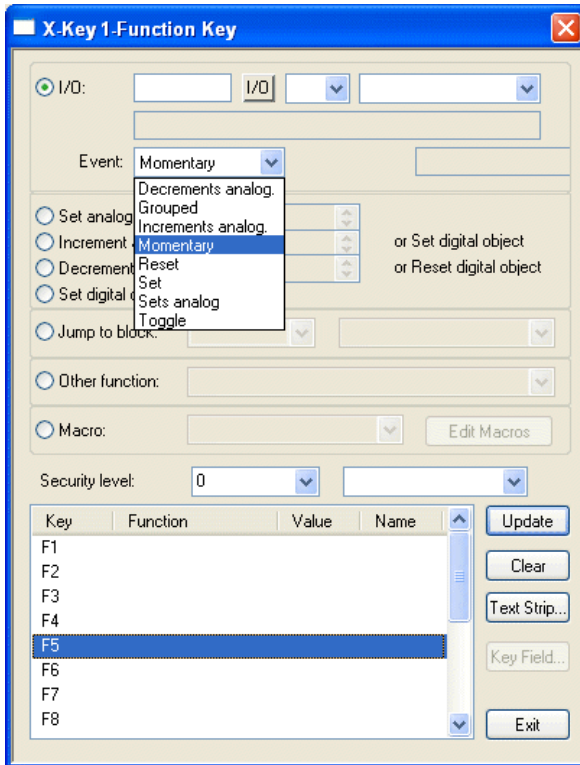 X-Key 1-Function Key
I/O: I/O
Event: Momentary
Decrements analog.
Grouped
Increments analog.
Momentary
Reset
Set
Sets analog
Toggle
Set analog
Increment or Set digital object
Decrement or Reset digital object
Set digital
Jump to block:
Other function:
Macro: Edit Macros
Security level: 0
Key Function Value Name Update
F1
F2 Clear
F3
F4 Text Strip...
F5
F6 Key Field...
F7
F8 Exit